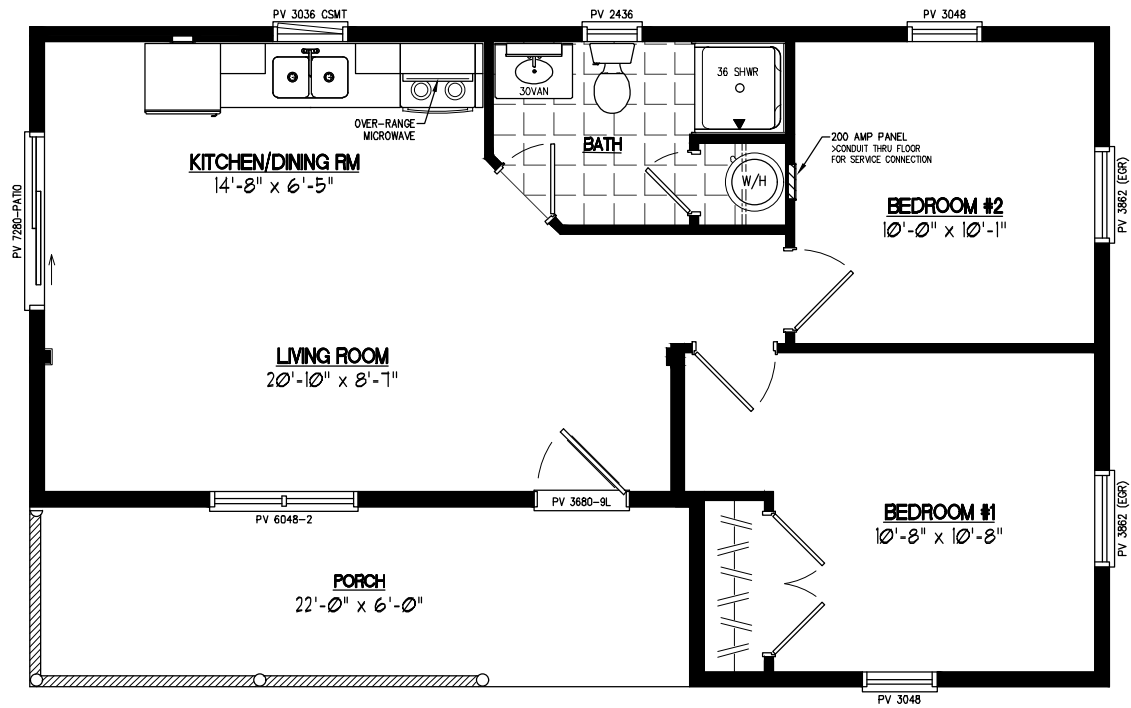 PV 3036 CSMT
PV 2436
PV 3048
OVER-RANGE
MICROWAVE
30VAN
36 SHWR
KITCHEN/DINING RM
14'-8" x 6'-5"
BATH
W/H
200 AMP PANEL
>CONDUIT THRU FLOOR
FOR SERVICE CONNECTION
BEDROOM #2
10'-0" x 10'-1"
PV 3862 (EGR)
PV 7280-PATIO
LIVING ROOM
20'-10" x 8'-7"
PV 6048-2
PV 3680-9L
BEDROOM #1
10'-8" x 10'-8"
PV 3862 (EGR)
PORCH
22'-0" x 6'-0"
PV 3048